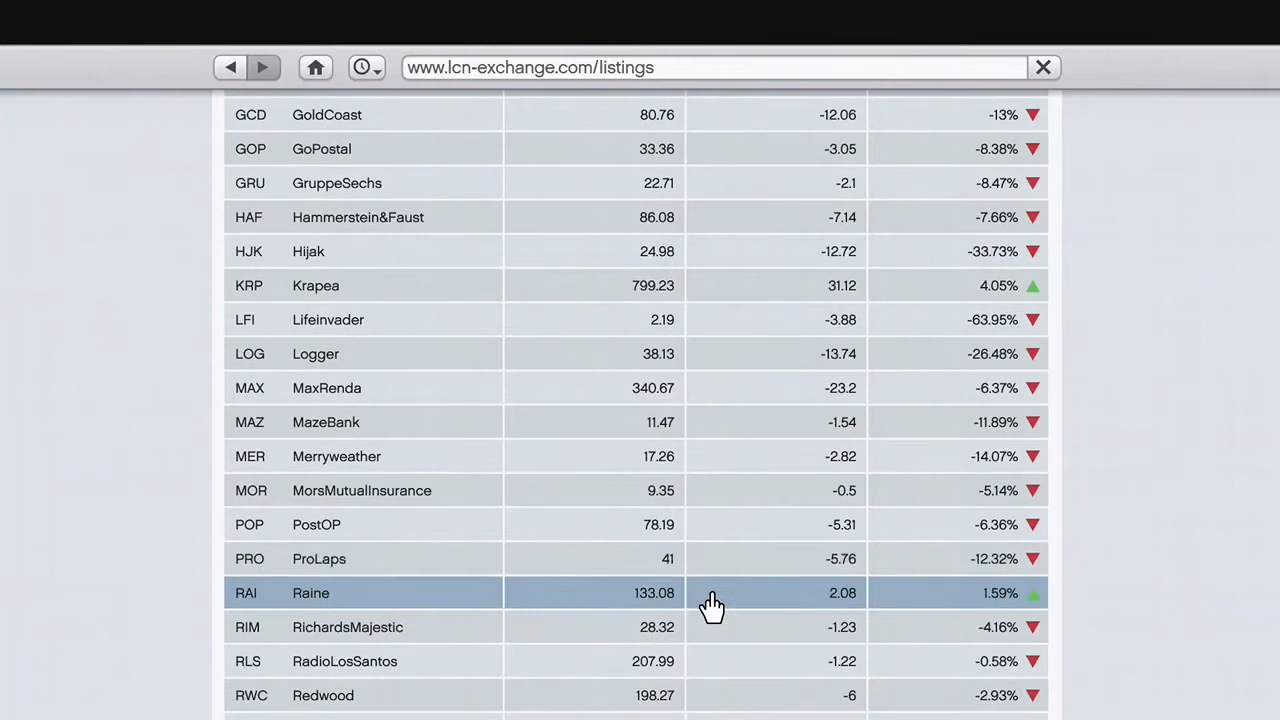 www.lcn-exchange.com/listings
GCD GoldCoast 80.76 -12.06 -13%
GOP GoPostal 33.36 -3.05 -8.38%
GRU GruppeSechs 22.71 -2.1 -8.47%
HAF Hammerstein&Faust 86.08 -7.14 -7.66%
HJK Hijak 24.98 -12.72 -33.73%
KRP Krapea 799.23 31.12 4.05%
LFI Lifeinvader 2.19 -3.88 -63.95%
LOG Logger 38.13 -13.74 -26.48%
MAX MaxRenda 340.67 -23.2 -6.37%
MAZ MazeBank 11.47 -1.54 -11.89%
MER Merryweather 17.26 -2.82 -14.07%
MOR MorsMutualInsurance 9.35 -0.5 -5.14%
POP PostOP 78.19 -5.31 -6.36%
PRO ProLaps 41 -5.76 -12.32%
RAI Raine 133.08 2.08 1.59%
RIM RichardsMajestic 28.32 -1.23 -4.16%
RLS RadioLosSantos 207.99 -1.22 -0.58%
RWC Redwood 198.27 -6 -2.93%